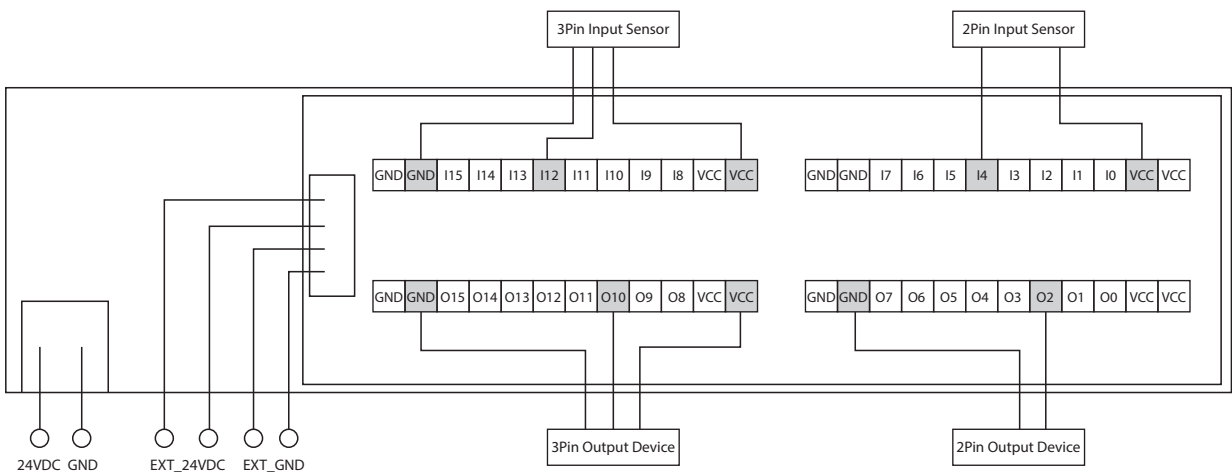 3Pin Input Sensor
2Pin Input Sensor
GND GND I15 I14 I13 I12 I11 I10 I9 I8 VCC VCC
GND GND I7 I6 I5 I4 I3 I2 I1 I0 VCC VCC
GND GND O15 O14 O13 O12 O11 O10 O9 O8 VCC VCC
GND GND O7 O6 O5 O4 O3 O2 O1 O0 VCC VCC
3Pin Output Device
2Pin Output Device
24VDC GND EXT_24VDC EXT_GND